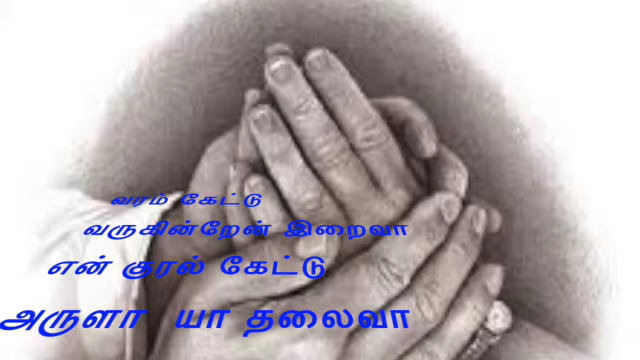 வரம் கேட்டு
வருகின்றேன் இறைவா
என் குரல் கேட்டு
அருளா யா தலைவா